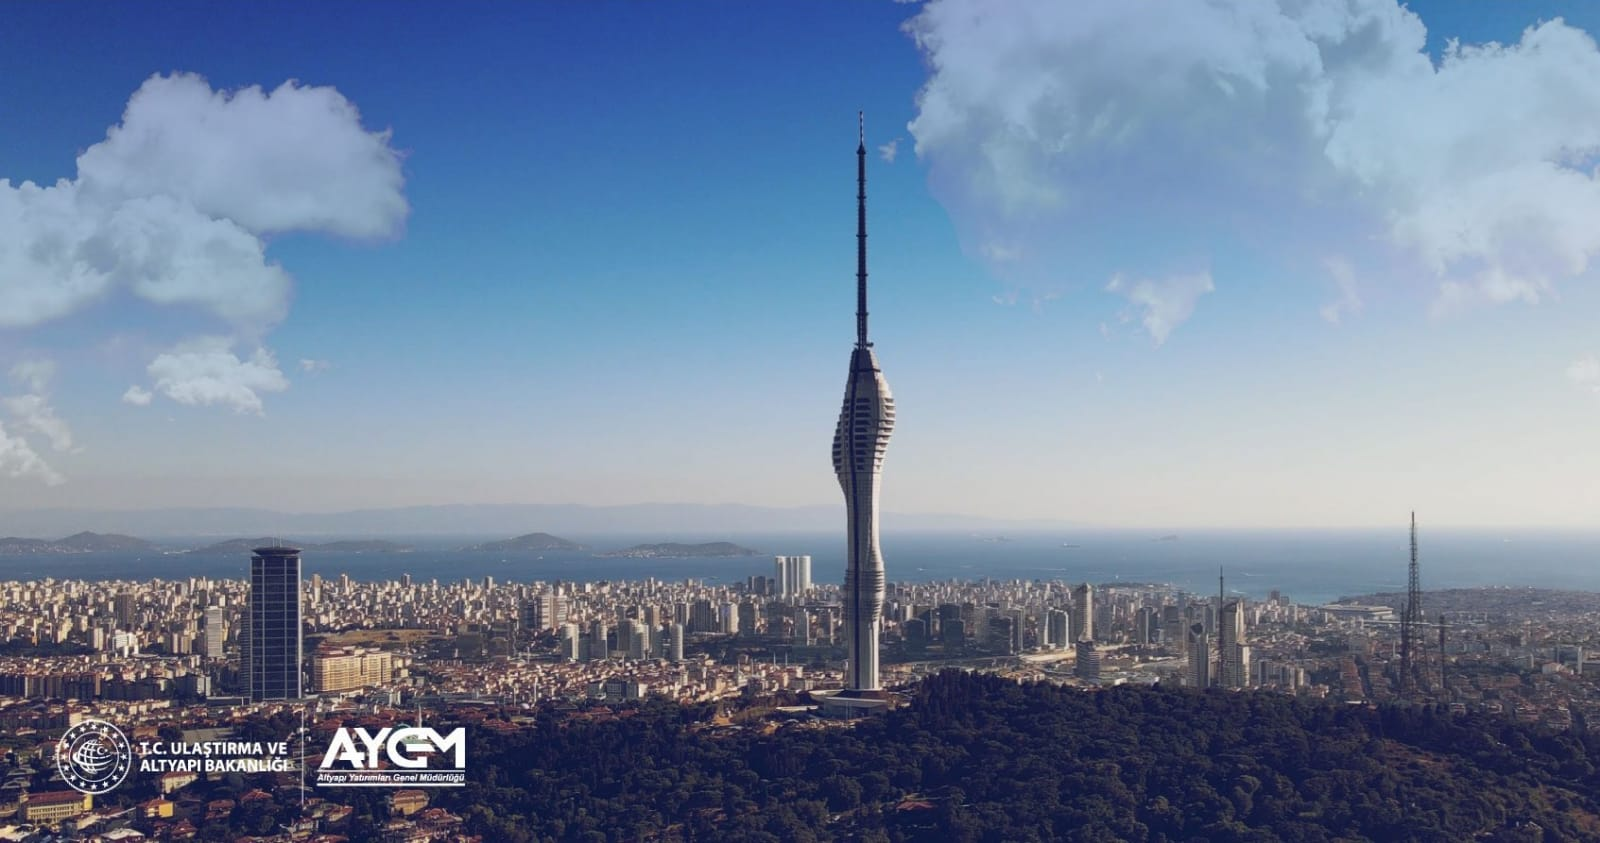 T.C. ULAŞTIRMA VE
ALTYAPI BAKANLIĞI
AYGM
Altyapı Yatırımları Genel Müdürlüğü